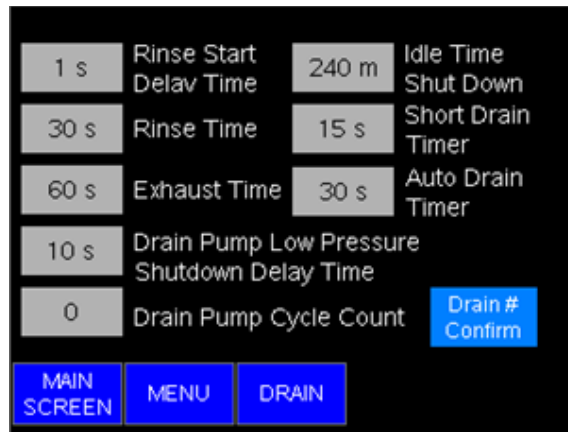 1 s
Rinse Start
Delay Time
240 m
Idle Time
Shut Down
30 s
Rinse Time
15 s
Short Drain
Timer
60 s
Exhaust Time
30 s
Auto Drain
Timer
10 s
Drain Pump Low Pressure
Shutdown Delay Time
0
Drain Pump Cycle Count
Drain #
Confirm
MAIN
SCREEN
MENU
DRAIN